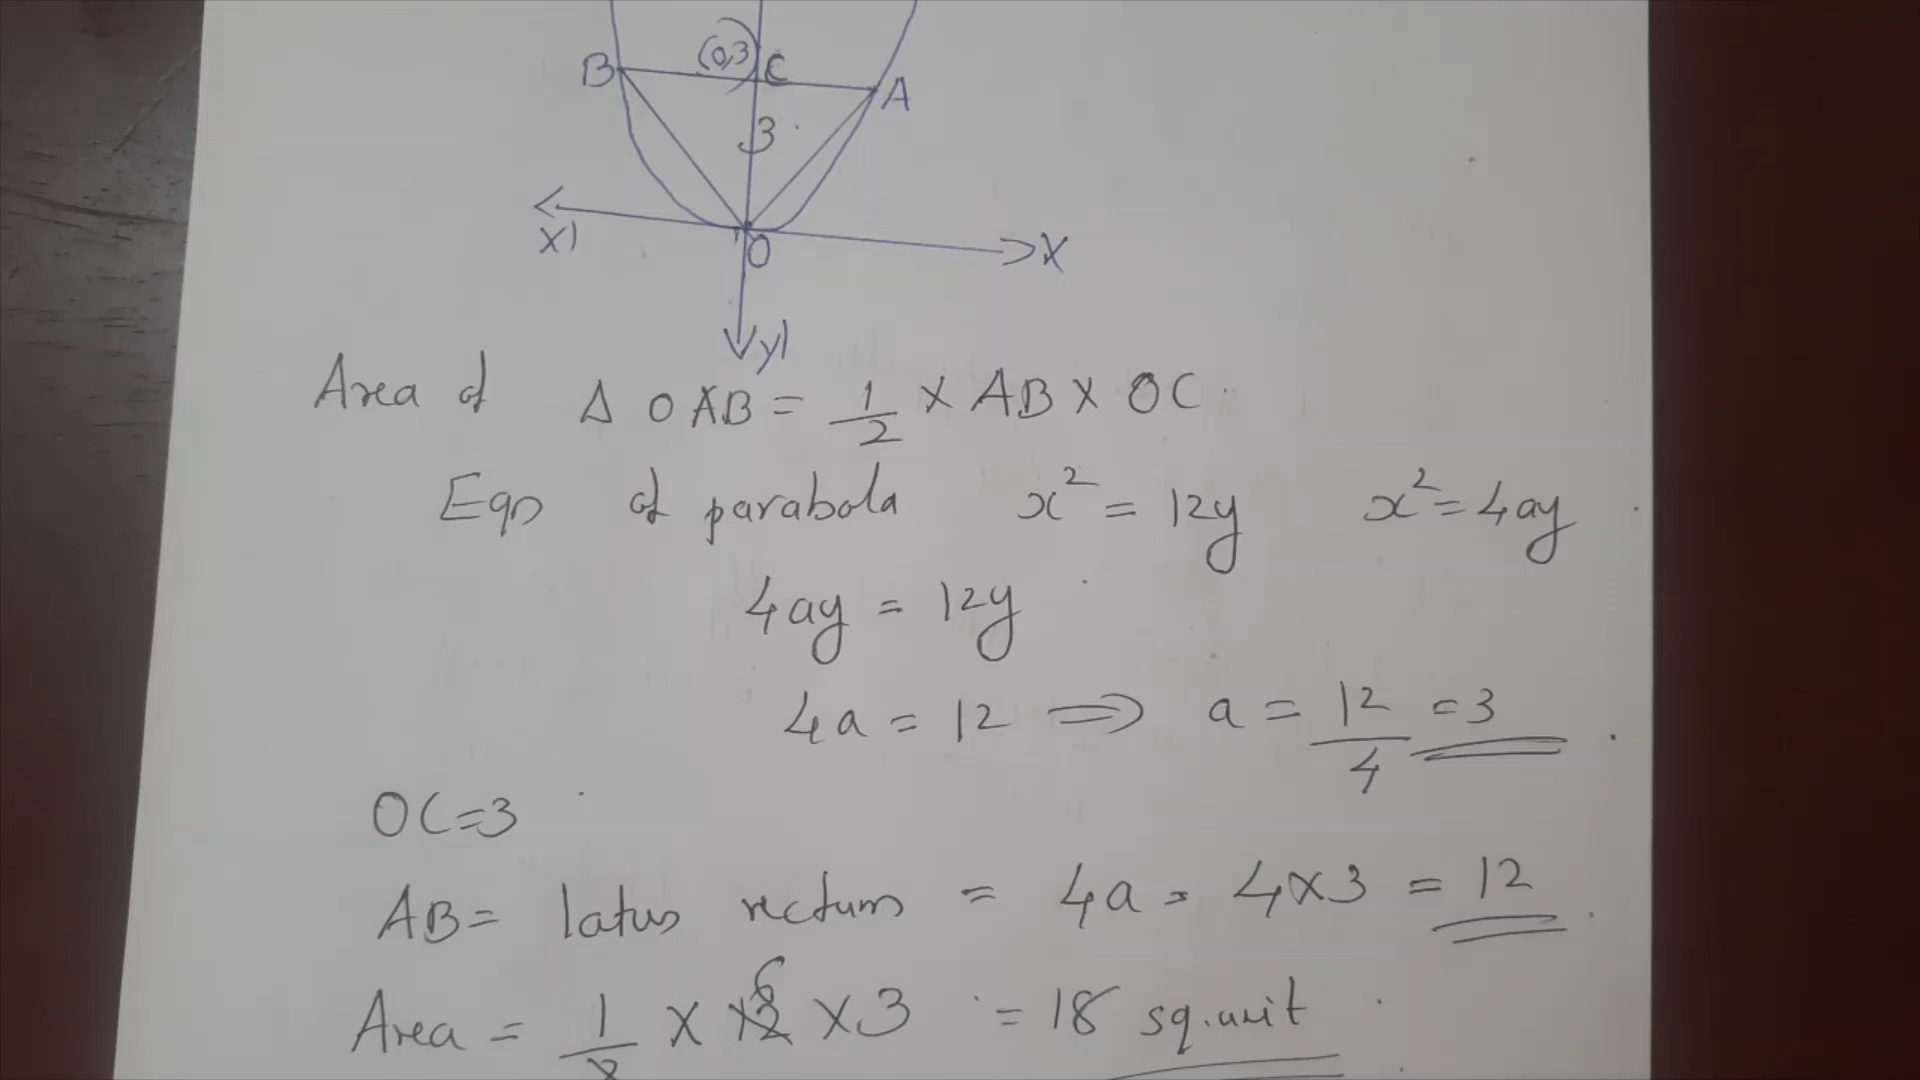 B (0,3 C A
3
X' O X
y'
Area of Δ OAB = 1/2 × AB × OC
Eqn of parabola x² = 12y x² = 4ay
4ay = 12y
4a = 12 ⇒ a = 12/4 = 3
OC = 3
AB = latus rectum = 4a = 4×3 = 12
Area = 1/2 × 12 6 × 3 = 18 sq.unit